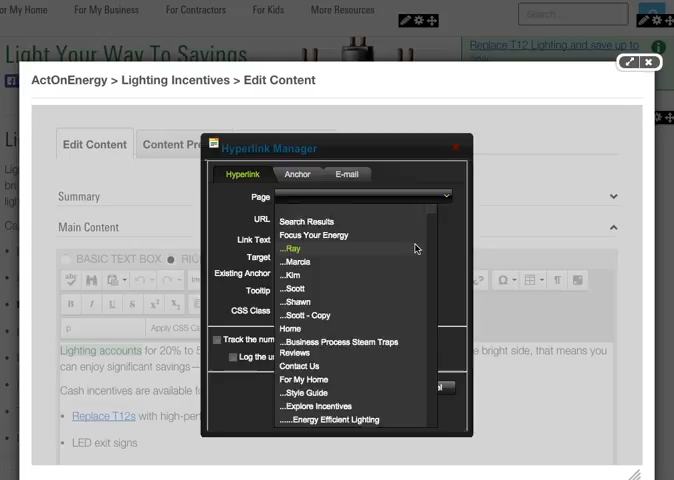 For My Home
For My Business
For Contractors
For Kids
More Resources
Search...
Light Your Way To Savings
Replace T12 Lighting and save up to
ActOnEnergy > Lighting Incentives > Edit Content
Edit Content
Content Pre
Summary
Main Content
BASIC TEXT BOX
p
Apply CSS Cl
Lighting accounts for 20% to 5
e bright side, that means you
can enjoy significant savings—
Cash incentives are available fo
• Replace T12s with high-perf
• LED exit signs
Hyperlink Manager
Hyperlink
Anchor
E-mail
Page
URL
Link Text
Target
Existing Anchor
Tooltip
CSS Class
Track the num
Log the u
Search Results
Focus Your Energy
...Ray
...Marcia
...Kim
...Scott
...Shawn
...Scott - Copy
Home
...Business Process Steam Traps
Reviews
Contact Us
For My Home
...Style Guide
...Explore Incentives
......Energy Efficient Lighting